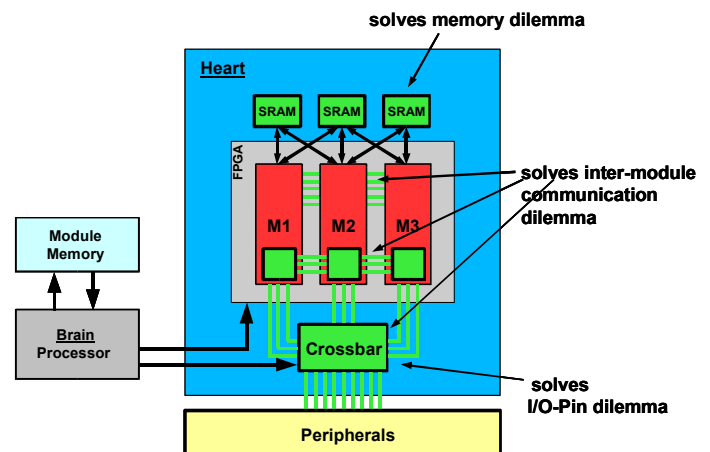 solves memory dilemma
Heart
SRAM SRAM SRAM
FPGA
solves inter-module
communication
dilemma
M1 M2 M3
Module
Memory
Brain
Processor
Crossbar
solves
I/O-Pin dilemma
Peripherals